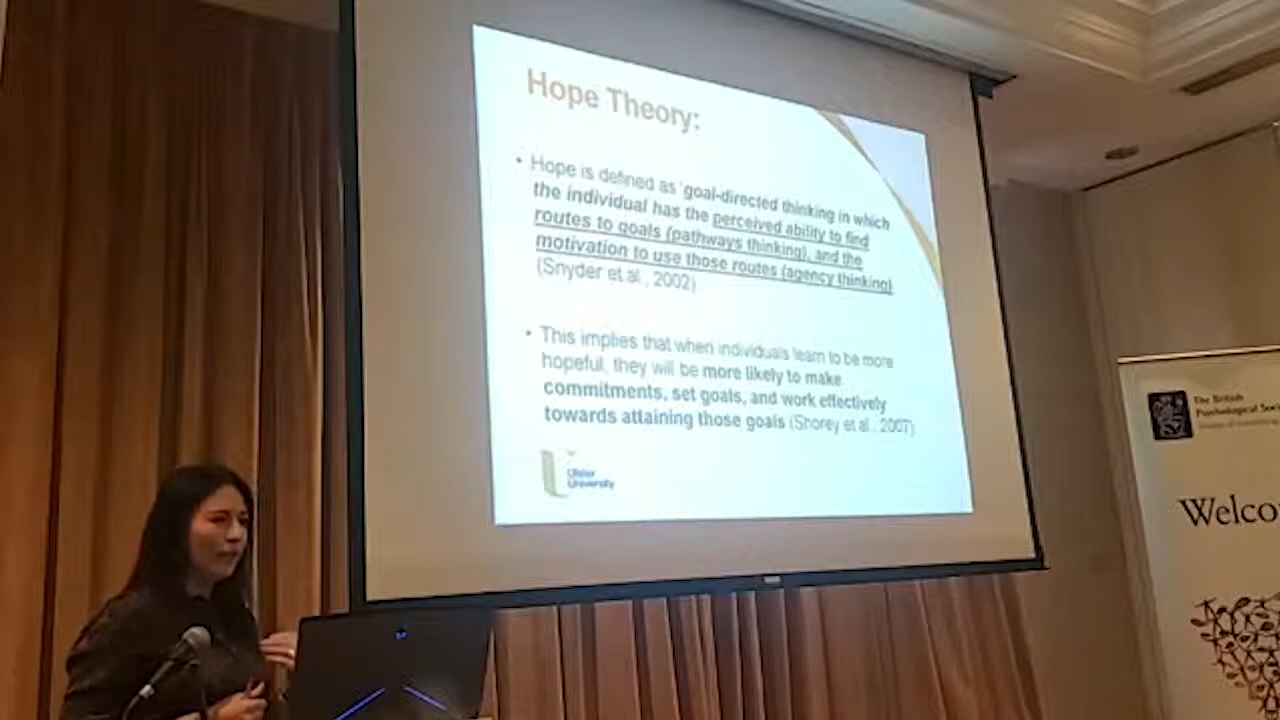 Hope Theory:
• Hope is defined as 'goal-directed thinking in which
the individual has the perceived ability to find
routes to goals (pathways thinking), and the
motivation to use those routes (agency thinking)
(Snyder et al., 2002)
• This implies that when individuals learn to be more
hopeful, they will be more likely to make
commitments, set goals, and work effectively
towards attaining those goals (Shorey et al., 2007)
Ulster
University
The British
Psychological Soc
Welco